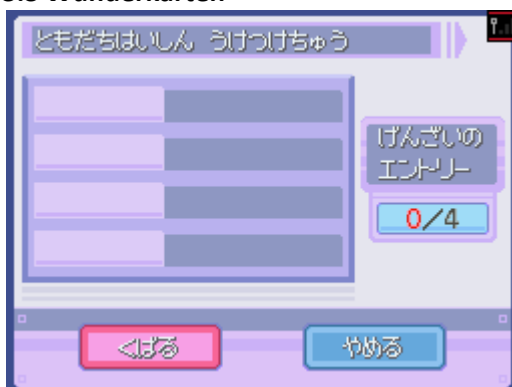 ともだちはいしん うけつけちゅう
げんざいの
エントリー
0/4
くばる
やめる